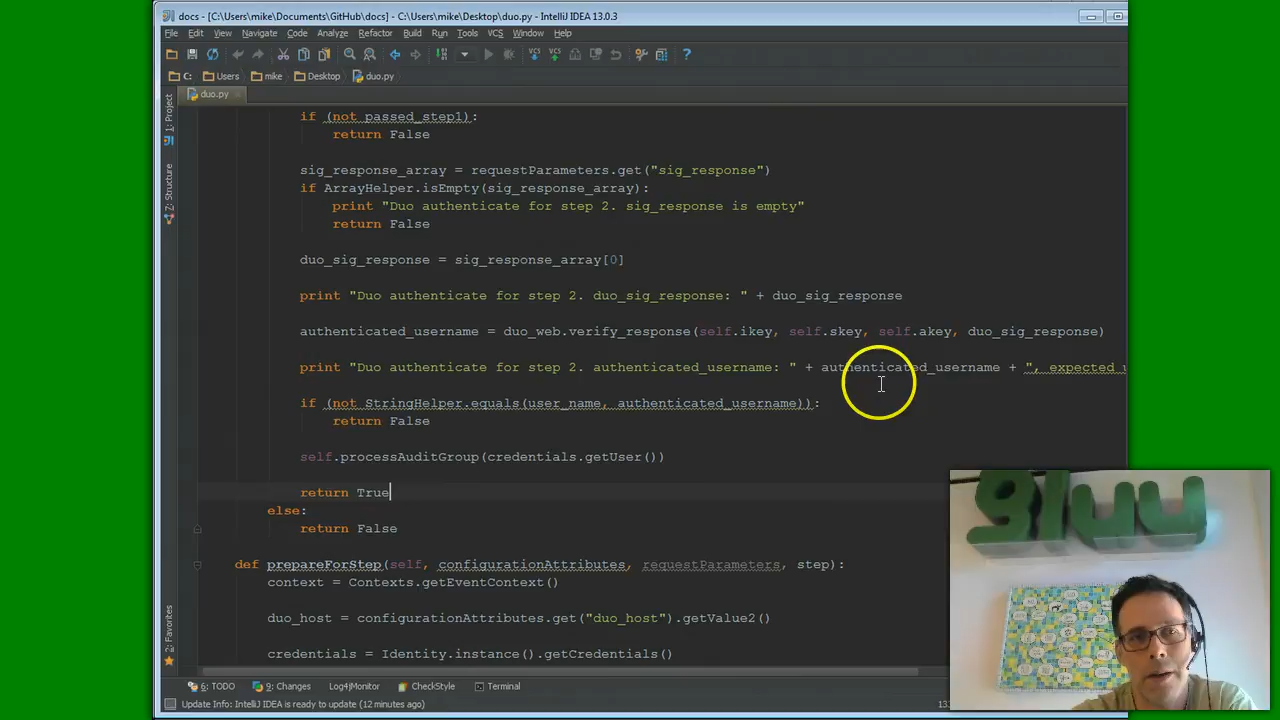 docs - [C:\Users\mike\Documents\GitHub\docs] - C:\Users\mike\Desktop\duo.py - IntelliJ IDEA 13.0.3
File Edit View Navigate Code Analyze Refactor Build Run Tools VCS Window Help
C: Users mike Desktop duo.py
duo.py
1: Project
7: Structure
2: Favorites
if (not passed_step1):
return False
sig_response_array = requestParameters.get("sig_response")
if ArrayHelper.isEmpty(sig_response_array):
print "Duo authenticate for step 2. sig_response is empty"
return False
duo_sig_response = sig_response_array[0]
print "Duo authenticate for step 2. duo_sig_response: " + duo_sig_response
authenticated_username = duo_web.verify_response(self.ikey, self.skey, self.akey, duo_sig_response)
print "Duo authenticate for step 2. authenticated_username: " + authenticated_username + ", expected
if (not StringHelper.equals(user_name, authenticated_username)):
return False
self.processAuditGroup(credentials.getUser())
return True
else:
return False
def prepareForStep(self, configurationAttributes, requestParameters, step):
context = Contexts.getEventContext()
duo_host = configurationAttributes.get("duo_host").getValue2()
credentials = Identity.instance().getCredentials()
6: TODO 9: Changes Log4jMonitor CheckStyle Terminal
Update Info: IntelliJ IDEA is ready to update (12 minutes ago)
gluu